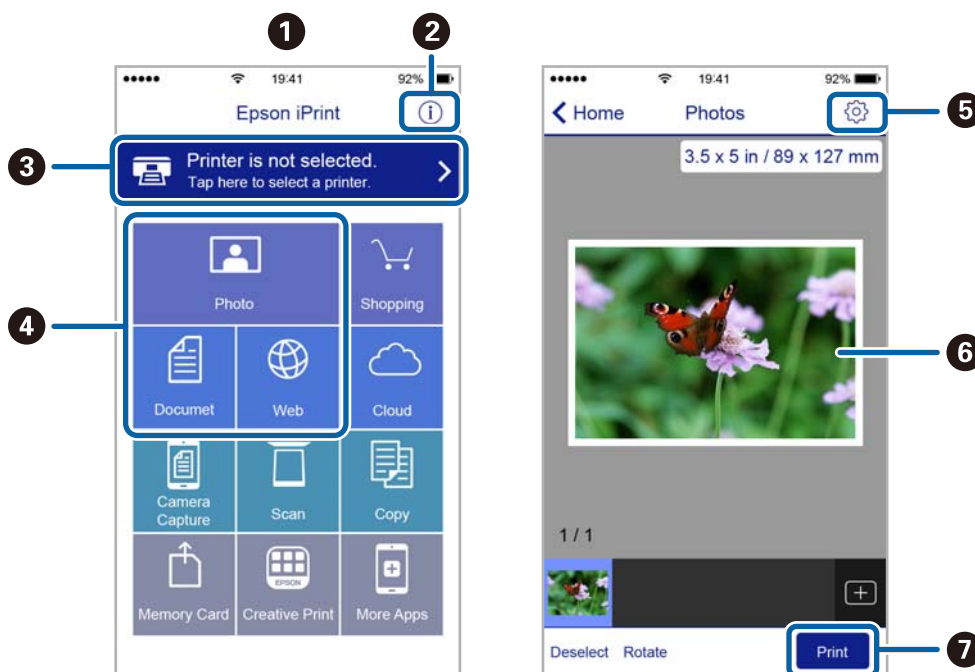 1
2
19:41
92%
Epson iPrint
3
Printer is not selected.
Tap here to select a printer.
4
Photo
Shopping
Documet
Web
Cloud
Camera
Capture
Scan
Copy
EPSON
Memory Card
Creative Print
More Apps
19:41
92%
Home
Photos
5
3.5 x 5 in / 89 x 127 mm
6
1 / 1
Deselect
Rotate
Print
7